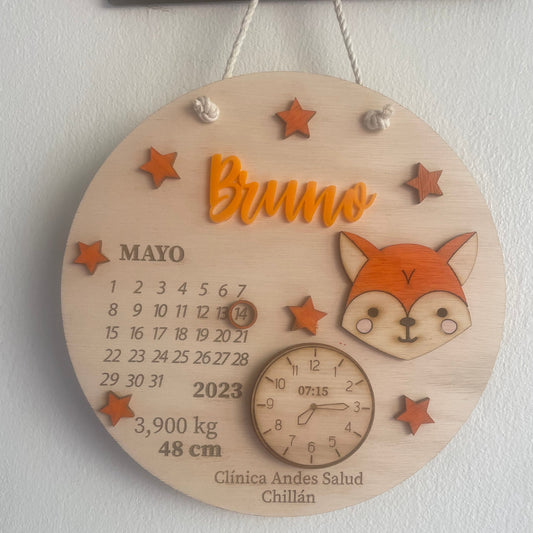 Bruno
MAYO
1 2 3 4 5 6 7
8 9 10 11 12 13 14
15 16 17 18 19 20 21
22 23 24 25 26 27 28
29 30 31
2023
3,900 kg
48 cm
12
11 1
10 2
07:15
9 3
8 4
7 5
6
Clínica Andes Salud
Chillán